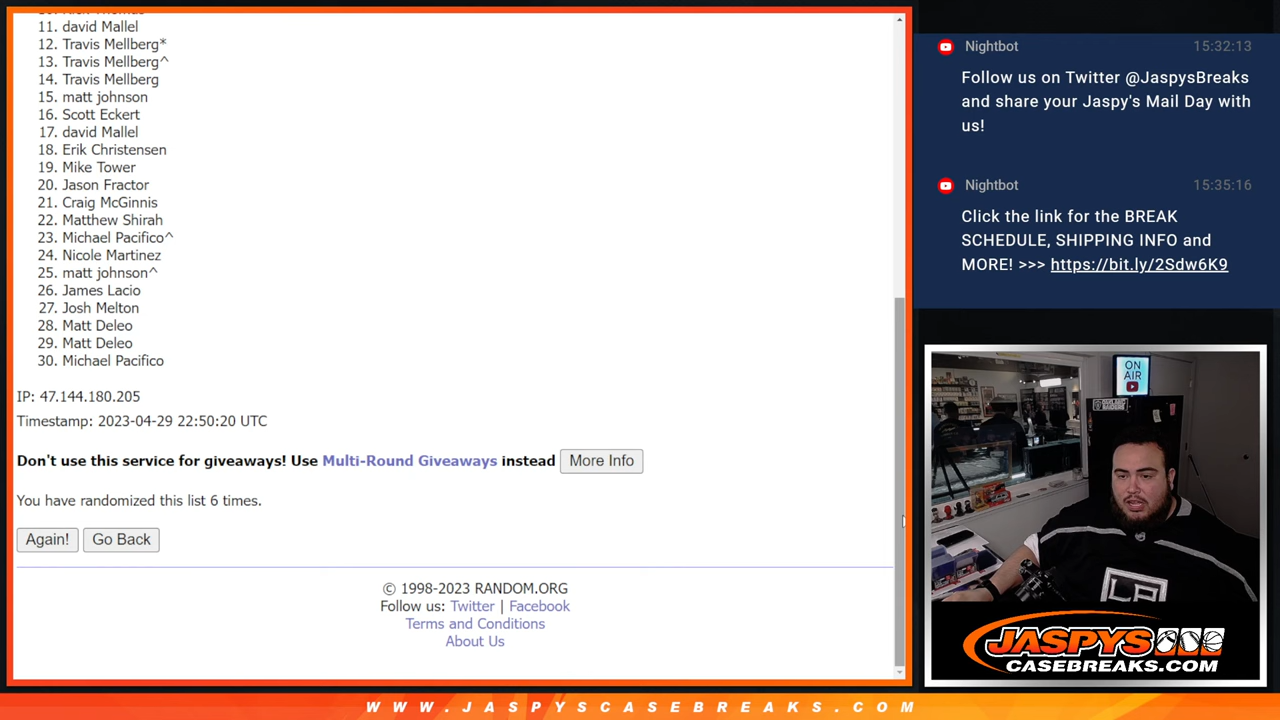 11. david Mallel
12. Travis Mellberg*
13. Travis Mellberg^
14. Travis Mellberg
15. matt johnson
16. Scott Eckert
17. david Mallel
18. Erik Christensen
19. Mike Tower
20. Jason Fractor
21. Craig McGinnis
22. Matthew Shirah
23. Michael Pacifico^
24. Nicole Martinez
25. matt johnson^
26. James Lacio
27. Josh Melton
28. Matt Deleo
29. Matt Deleo
30. Michael Pacifico
IP: 47.144.180.205
Timestamp: 2023-04-29 22:50:20 UTC
Don't use this service for giveaways! Use Multi-Round Giveaways instead More Info
You have randomized this list 6 times.
Again! Go Back
© 1998-2023 RANDOM.ORG
Follow us: Twitter | Facebook
Terms and Conditions
About Us
Nightbot 15:32:13
Follow us on Twitter @JaspysBreaks
and share your Jaspy's Mail Day with
us!
Nightbot 15:35:16
Click the link for the BREAK
SCHEDULE, SHIPPING INFO and
MORE! >>> https://bit.ly/2Sdw6K9
ON
AIR
LA
JASPYS
CASEBREAKS.COM
WWW.JASPYSCASEBREAKS.COM